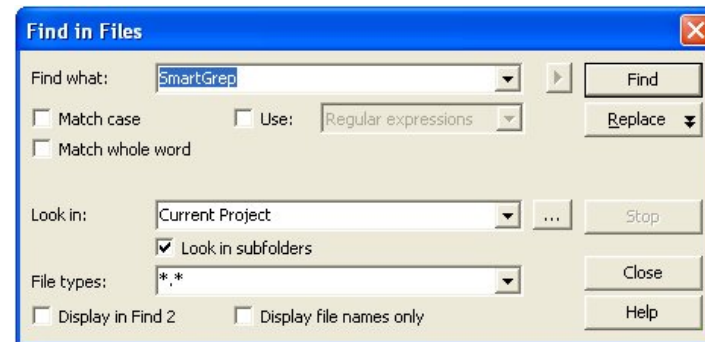 Find in Files
Find what: SmartGrep Find
Match case Use: Regular expressions Replace
Match whole word
Look in: Current Project ... Stop
Look in subfolders
File types: *.* Close
Display in Find 2 Display file names only Help